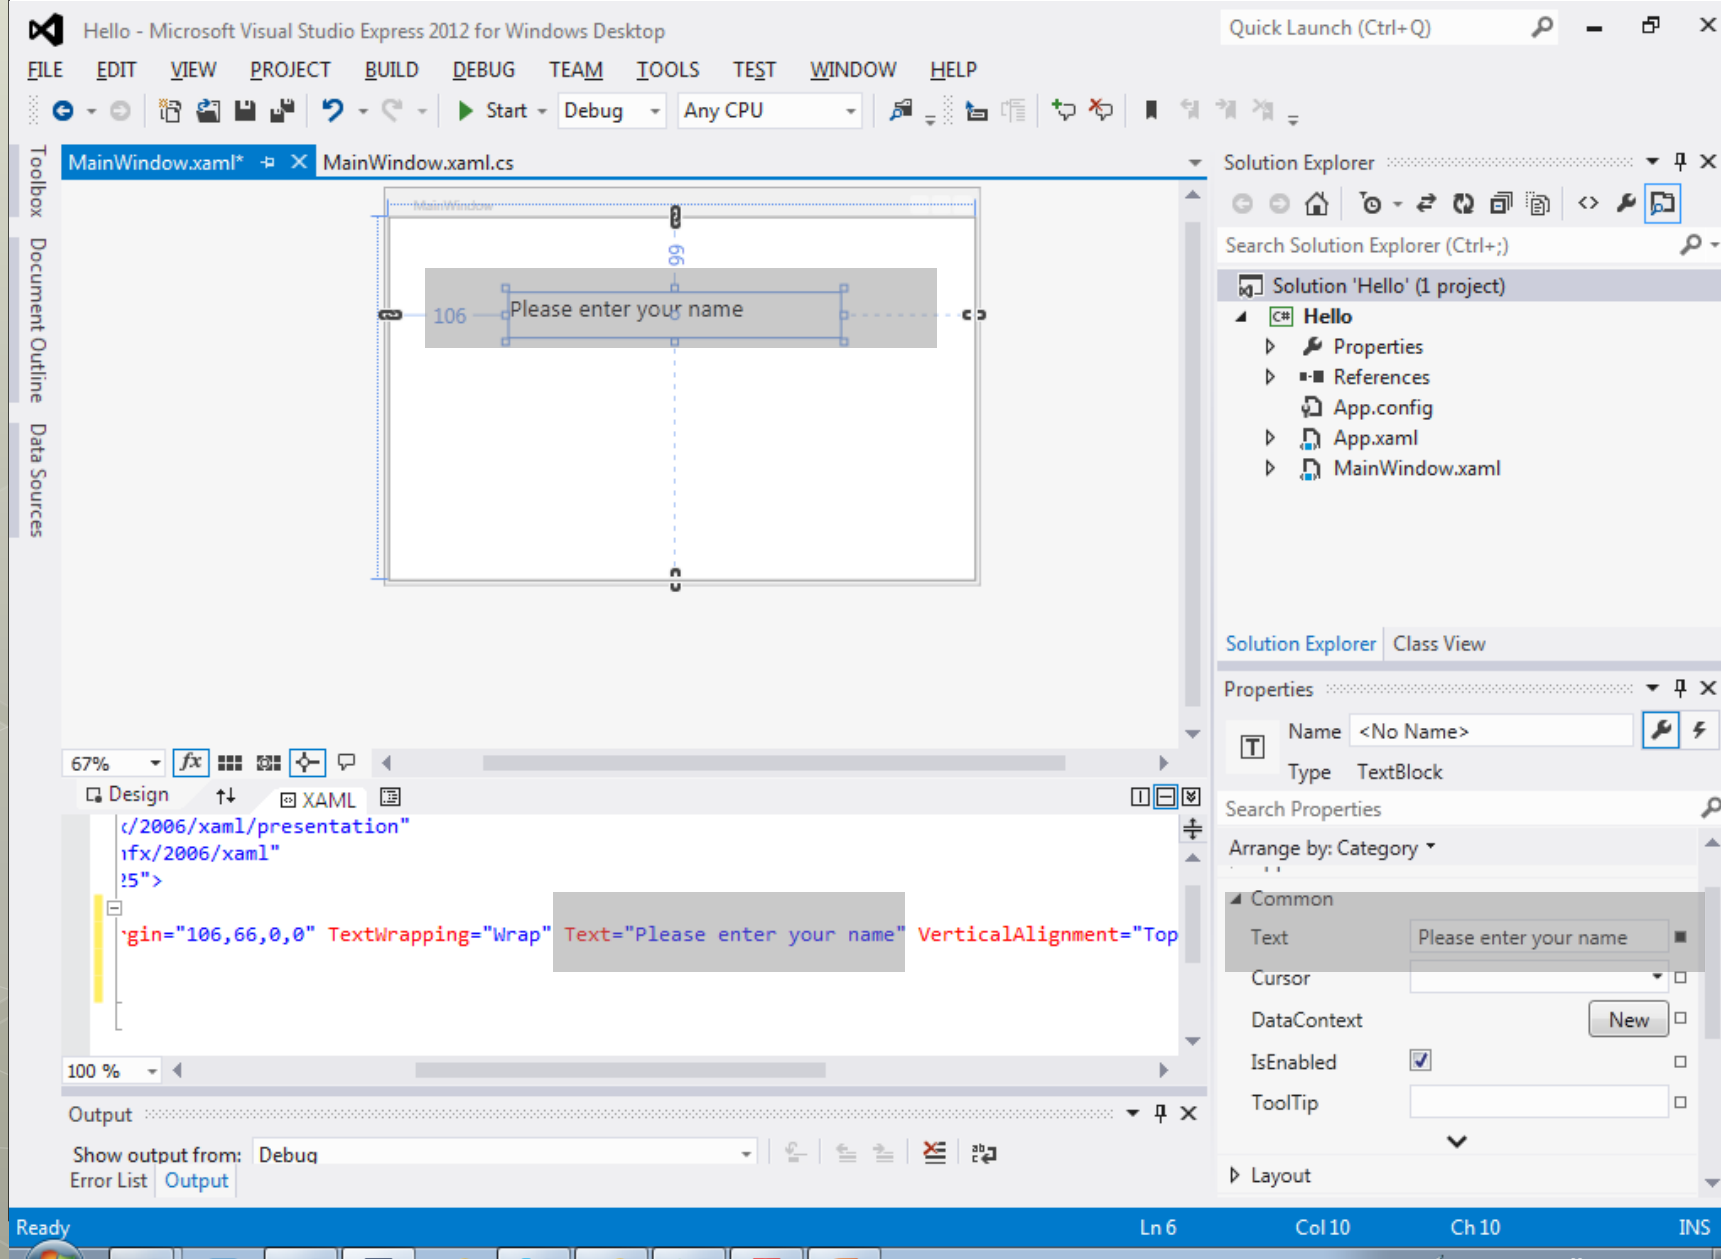 Hello - Microsoft Visual Studio Express 2012 for Windows Desktop
Quick Launch (Ctrl+Q)
FILE EDIT VIEW PROJECT BUILD DEBUG TEAM TOOLS TEST WINDOW HELP
Start Debug Any CPU
Toolbox
Document Outline
Data Sources
MainWindow.xaml* MainWindow.xaml.cs
MainWindow
66
106
Please enter your name
67%
fx
Design XAML
/2006/xaml/presentation"
fx/2006/xaml"
25">
gin="106,66,0,0" TextWrapping="Wrap" Text="Please enter your name" VerticalAlignment="Top
100 %
Output
Show output from: Debug
Error List Output
Solution Explorer
Search Solution Explorer (Ctrl+;)
Solution 'Hello' (1 project)
C# Hello
Properties
References
App.config
App.xaml
MainWindow.xaml
Solution Explorer Class View
Properties
Name <No Name>
Type TextBlock
Search Properties
Arrange by: Category
Common
Text Please enter your name
Cursor
DataContext New
IsEnabled
ToolTip
Layout
Ready Ln 6 Col 10 Ch 10 INS